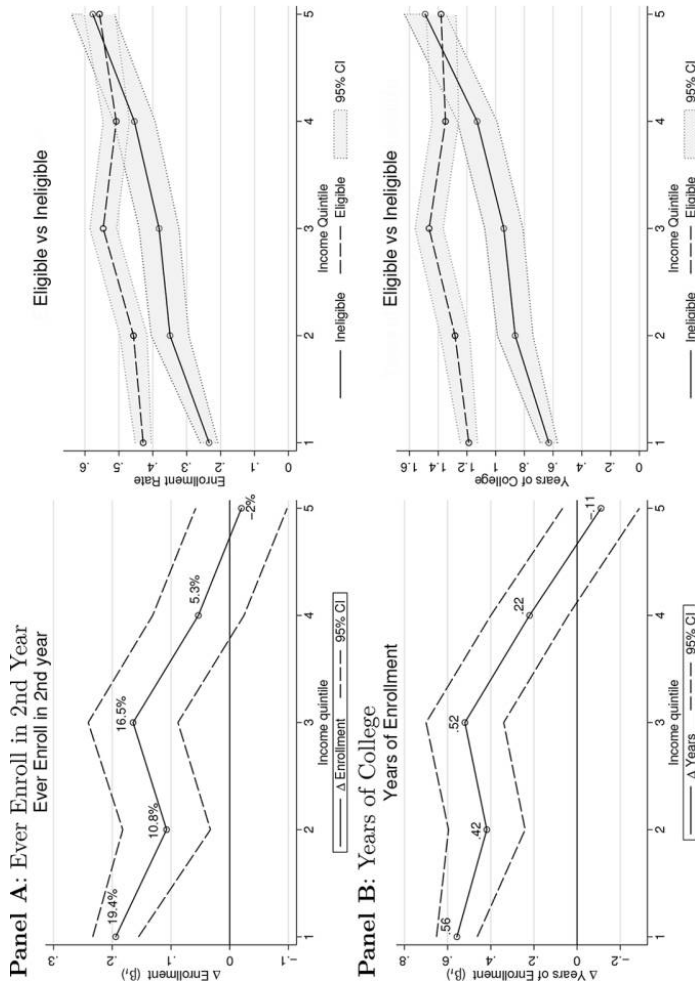 Panel A: Ever Enroll in 2nd Year
Ever Enroll in 2nd year
Δ Enrollment (βⱼ)
.3
.2
.1
0
-.1
19.4%
10.8%
16.5%
5.3%
-2%
1 2 3 4 5
Income quintile
Δ Enrollment 95% CI
Eligible vs Ineligible
Enrollment Rate
.6
.5
.4
.3
.2
.1
0
1 2 3 4 5
Income Quintile
Ineligible Eligible 95% CI
Panel B: Years of College
Years of Enrollment
Δ Years of Enrollment (βⱼ)
.8
.6
.4
.2
0
-.2
.56
.42
.52
.22
-.11
1 2 3 4 5
Income quintile
Δ Years 95% CI
Eligible vs Ineligible
Years of College
1.6
1.4
1.2
1
.8
.6
.4
.2
0
1 2 3 4 5
Income Quintile
Ineligible Eligible 95% CI